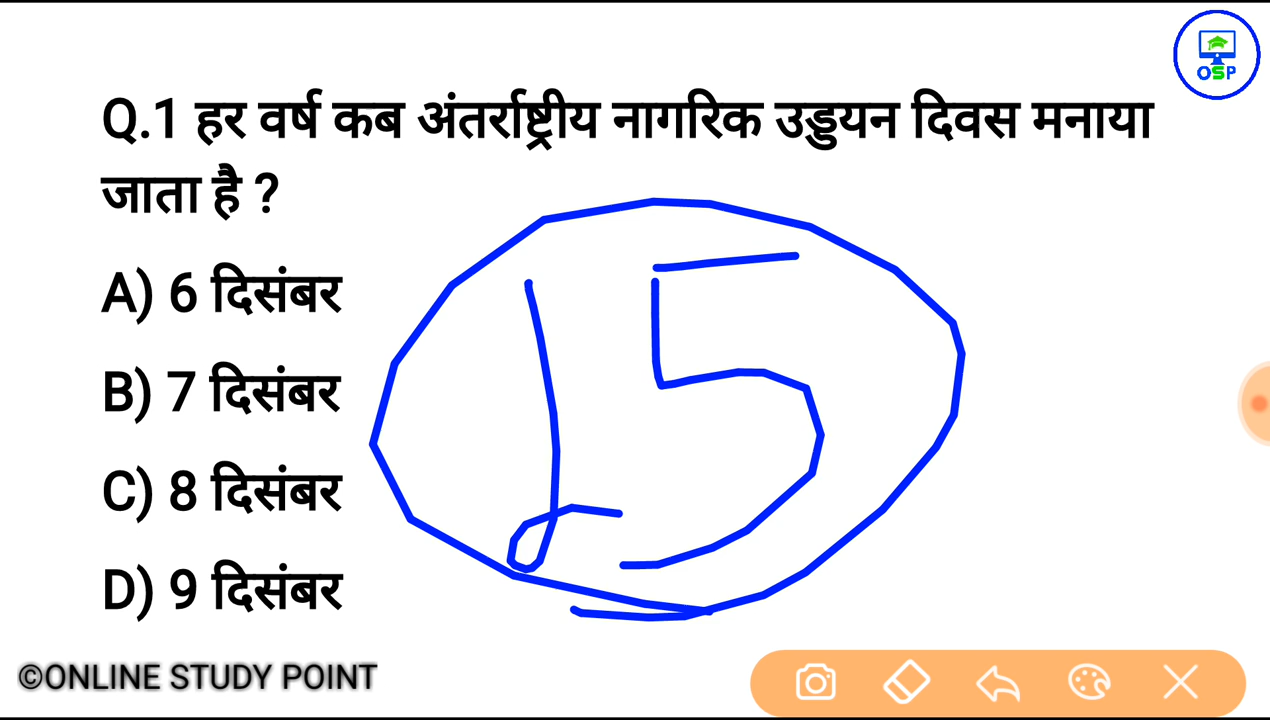 OSP
Q.1 हर वर्ष कब अंतर्राष्ट्रीय नागरिक उड्डयन दिवस मनाया
जाता है ?
A) 6 दिसंबर
B) 7 दिसंबर
C) 8 दिसंबर
D) 9 दिसंबर
15
©ONLINE STUDY POINT